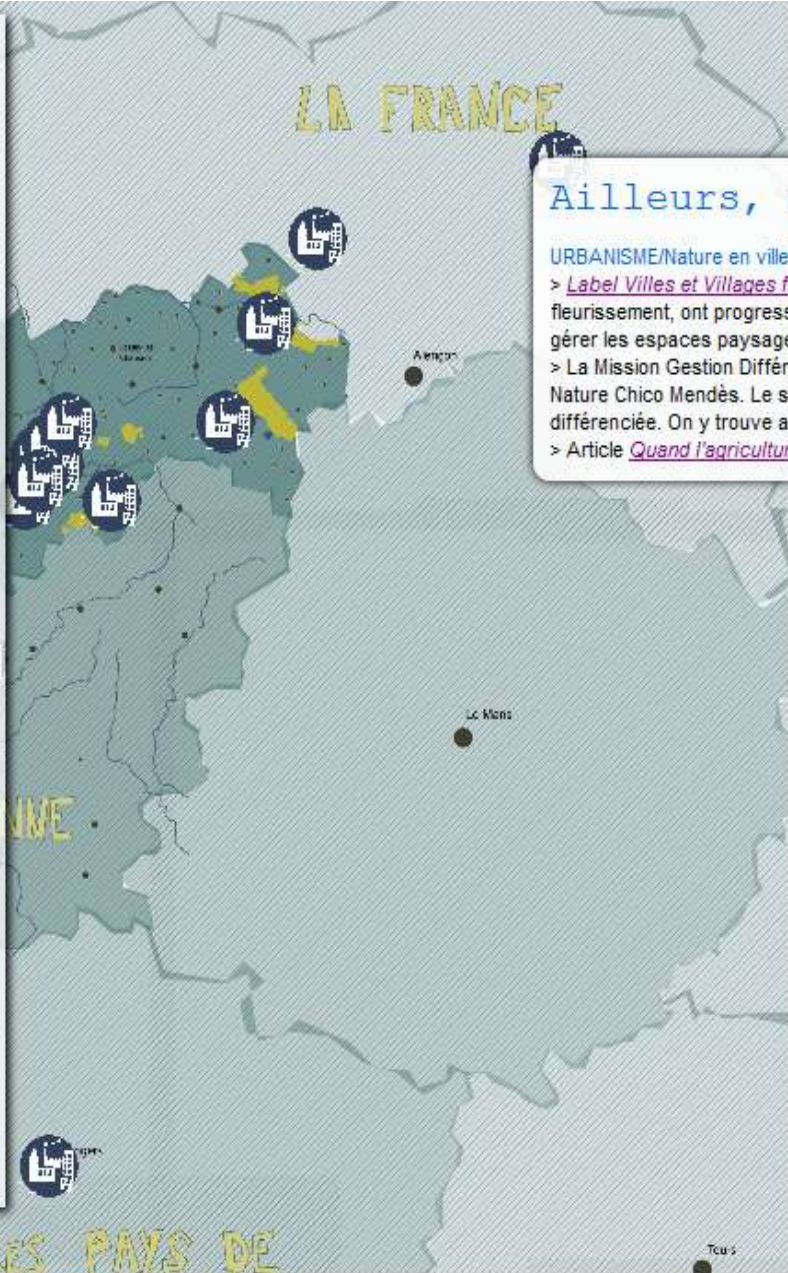 LA FRANCE
Ailleurs,
URBANISME/Nature en ville
> Label Villes et Villages f
fleurissement, ont progress
gérer les espaces paysage
> La Mission Gestion Différ
Nature Chico Mendès. Le s
différenciée. On y trouve a
> Article Quand l'agricultur
Alençon
Le Mans
NNE
ngers
ES PAYS DE
Tours